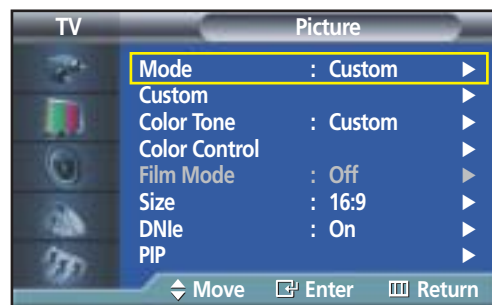 TV Picture
Mode : Custom
Custom
Color Tone : Custom
Color Control
Film Mode : Off
Size : 16:9
DNIe : On
PIP
Move Enter Return